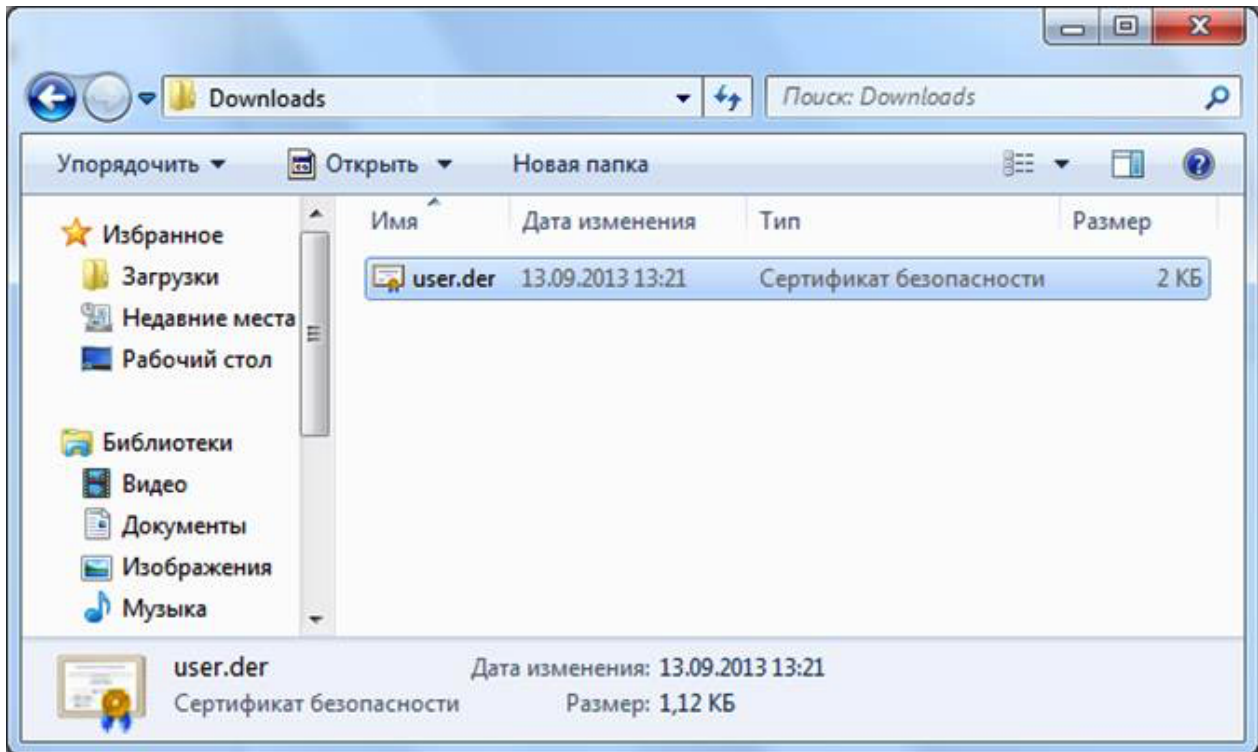 Downloads
Поиск: Downloads
Упорядочить Открыть Новая папка
Избранное
Загрузки
Недавние места
Рабочий стол
Библиотеки
Видео
Документы
Изображения
Музыка
Имя Дата изменения Тип Размер
user.der 13.09.2013 13:21 Сертификат безопасности 2 КБ
user.der Дата изменения: 13.09.2013 13:21
Сертификат безопасности Размер: 1,12 КБ